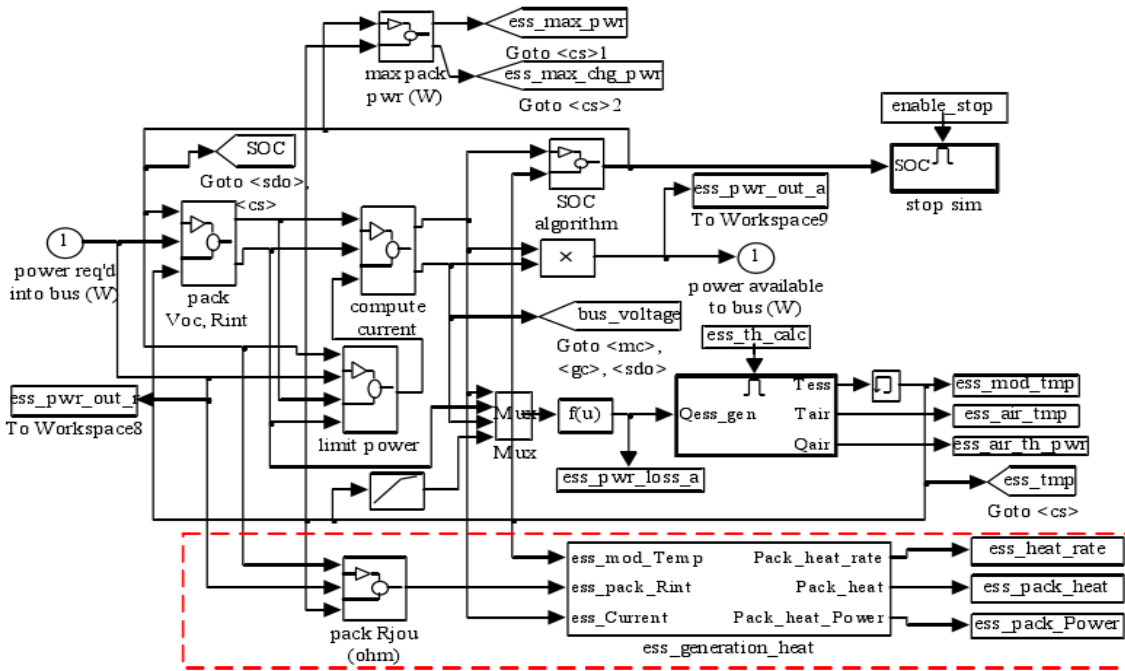 ess_max_pwr
Goto <cs>1
max pack
pwr (W)
ess_max_chg_pwr
Goto <cs>2
enable_stop
SOC
stop sim
SOC
Goto <sdo>,
<cs>
SOC
algorithm
ess_pwr_out_a
To Workspace9
1
power req'd
into bus (W)
pack
Voc, Rint
compute
current
×
1
power available
to bus (W)
bus_voltage
Goto <mc>,
<gc>, <sdo>
ess_th_calc
ess_pwr_out_r
To Workspace8
limit power
Mux
Mux
f(u)
ess_pwr_loss_a
Qess_gen
Tess
Tair
Qair
ess_mod_tmp
ess_air_tmp
ess_air_th_pwr
ess_tmp
Goto <cs>
pack Rjou
(ohm)
ess_mod_Temp
ess_pack_Rint
ess_Current
Pack_heat_rate
Pack_heat
Pack_heat_Power
ess_generation_heat
ess_heat_rate
ess_pack_heat
ess_pack_Power